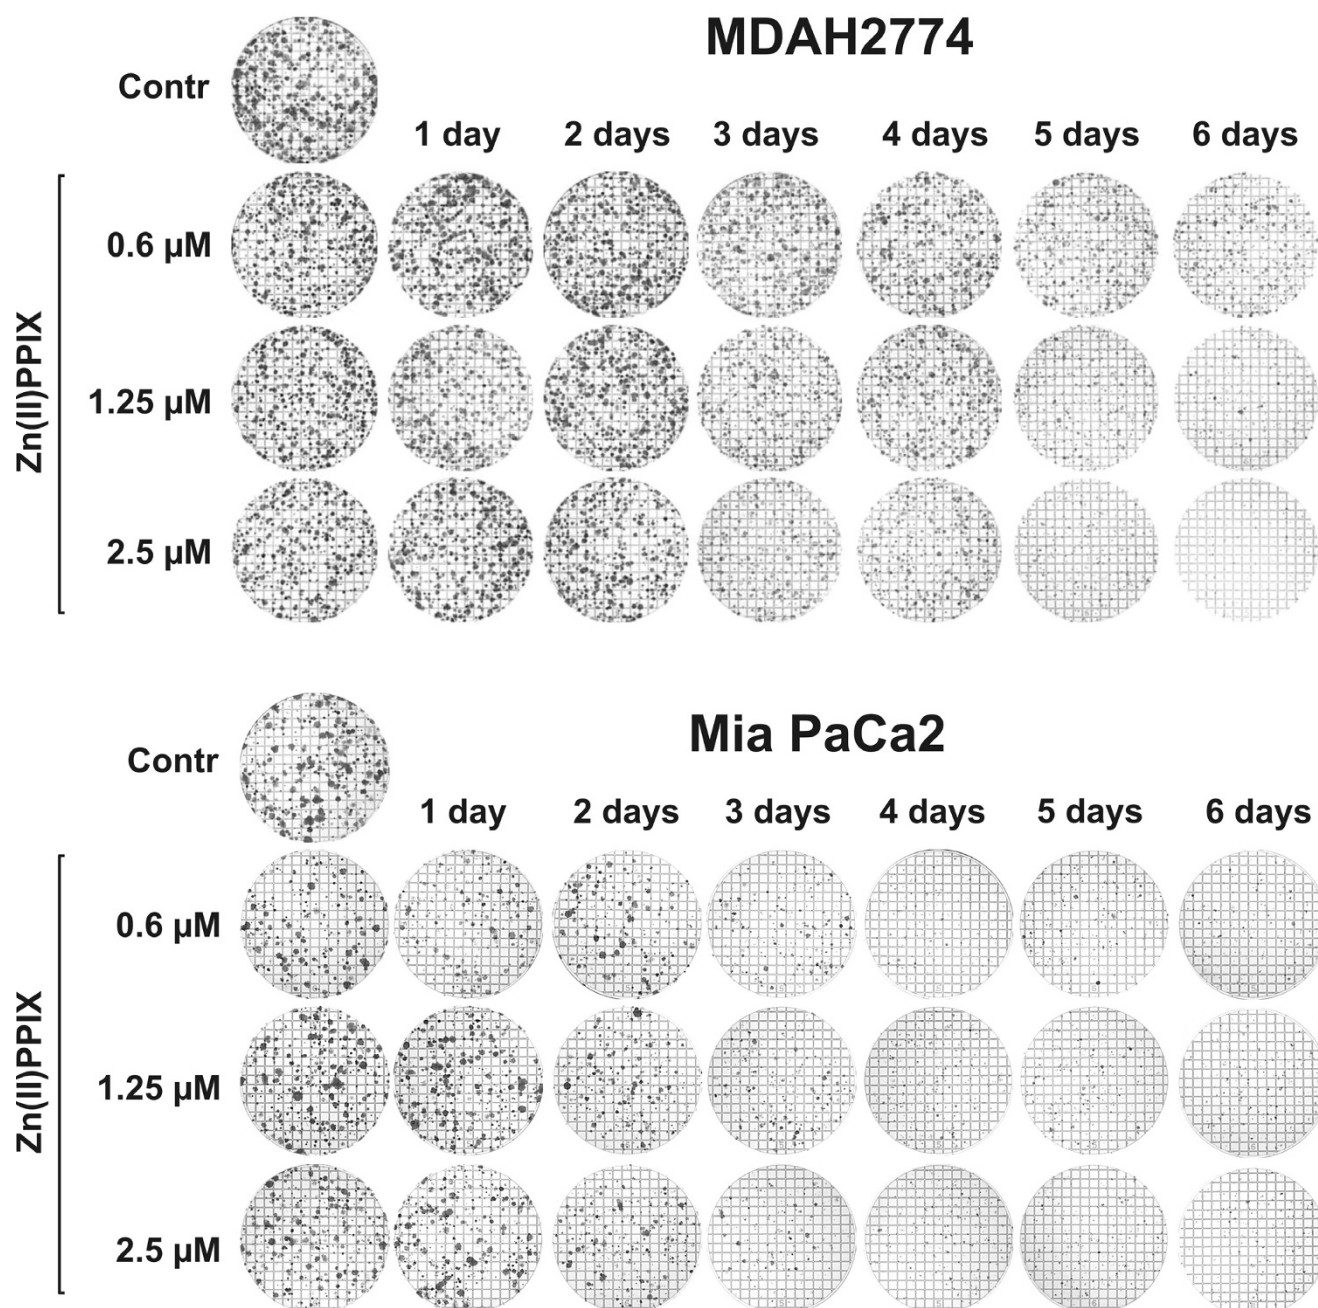 MDAH2774
Contr
1 day 2 days 3 days 4 days 5 days 6 days
0.6 µM
Zn(II)PPIX
1.25 µM
2.5 µM
Mia PaCa2
Contr
1 day 2 days 3 days 4 days 5 days 6 days
0.6 µM
Zn(II)PPIX
1.25 µM
2.5 µM